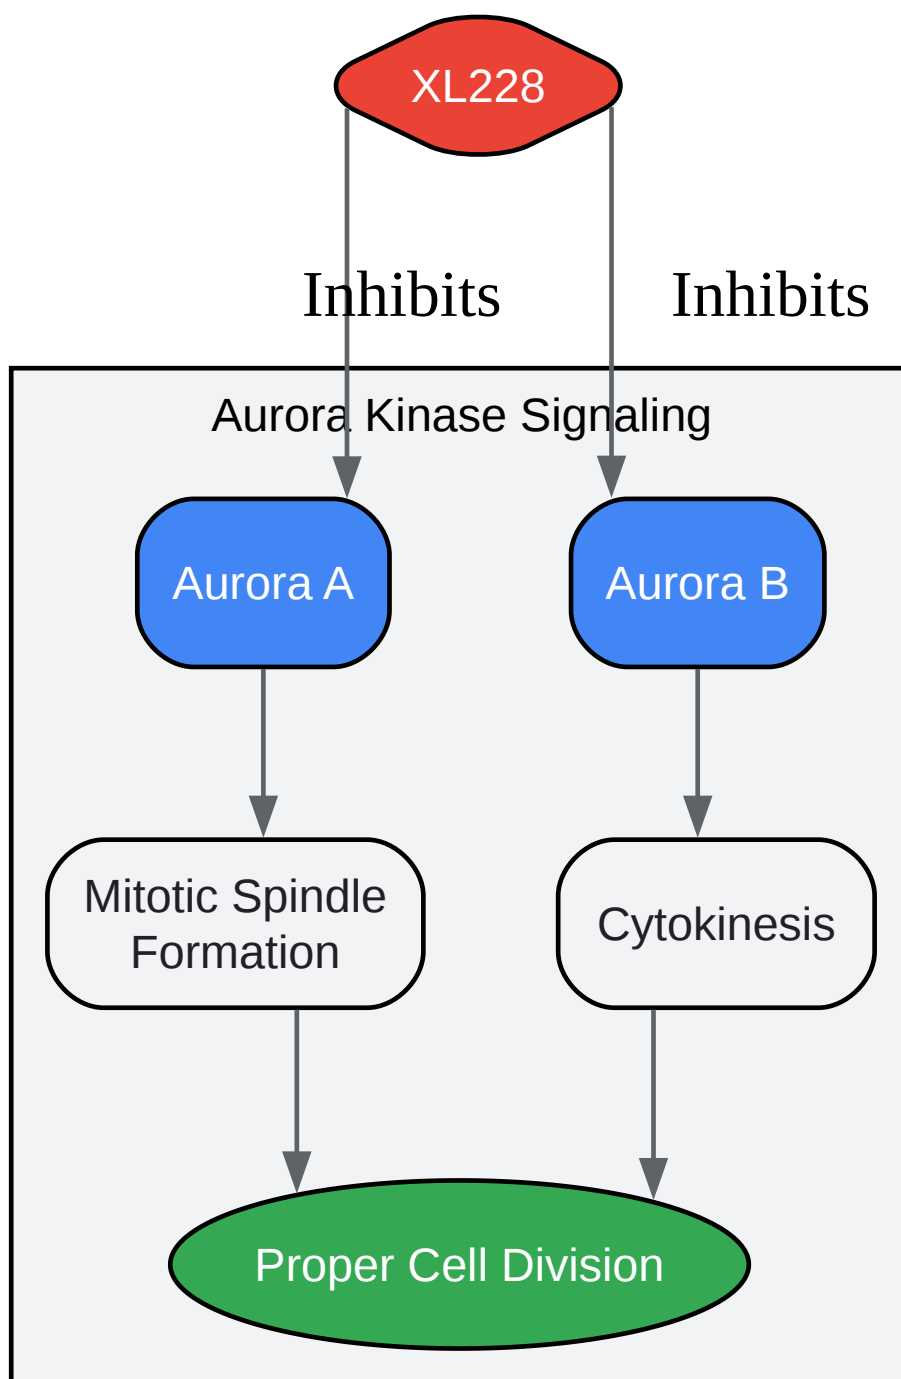 XL228
Inhibits
Inhibits
Aurora Kinase Signaling
Aurora A
Aurora B
Mitotic Spindle
Formation
Cytokinesis
Proper Cell Division